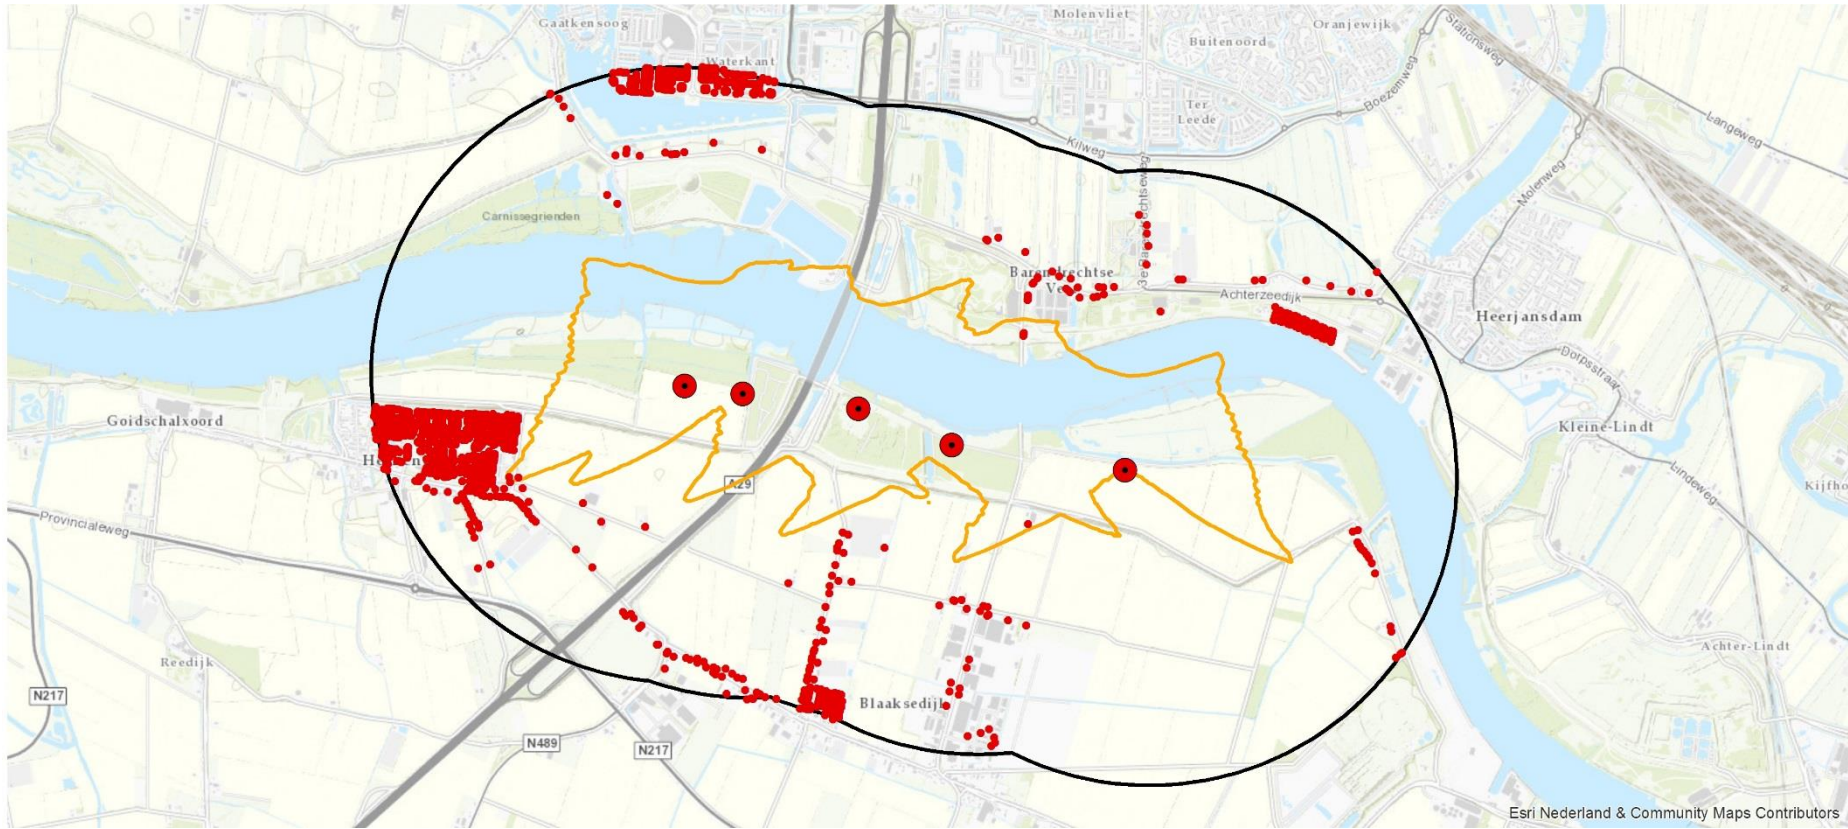 Gaatkensoog
Molenvliet
Oranjewijk
Stationsweg
Buitenoord
Waterkant
Boezemweg
Langeweg
Ter
Leede
Kilweg
Molenweg
Carnissegrienden
Barendrechtse
Achterzeedijk
Heerjansdam
Dorpsstraat
Goidschalxoord
Kleine-Lindt
Lindeweg
A29
Provincialeweg
Reedijk
Achter-Lindt
N217
Blaaksedijk
N489
N217
Esri Nederland & Community Maps Contributors